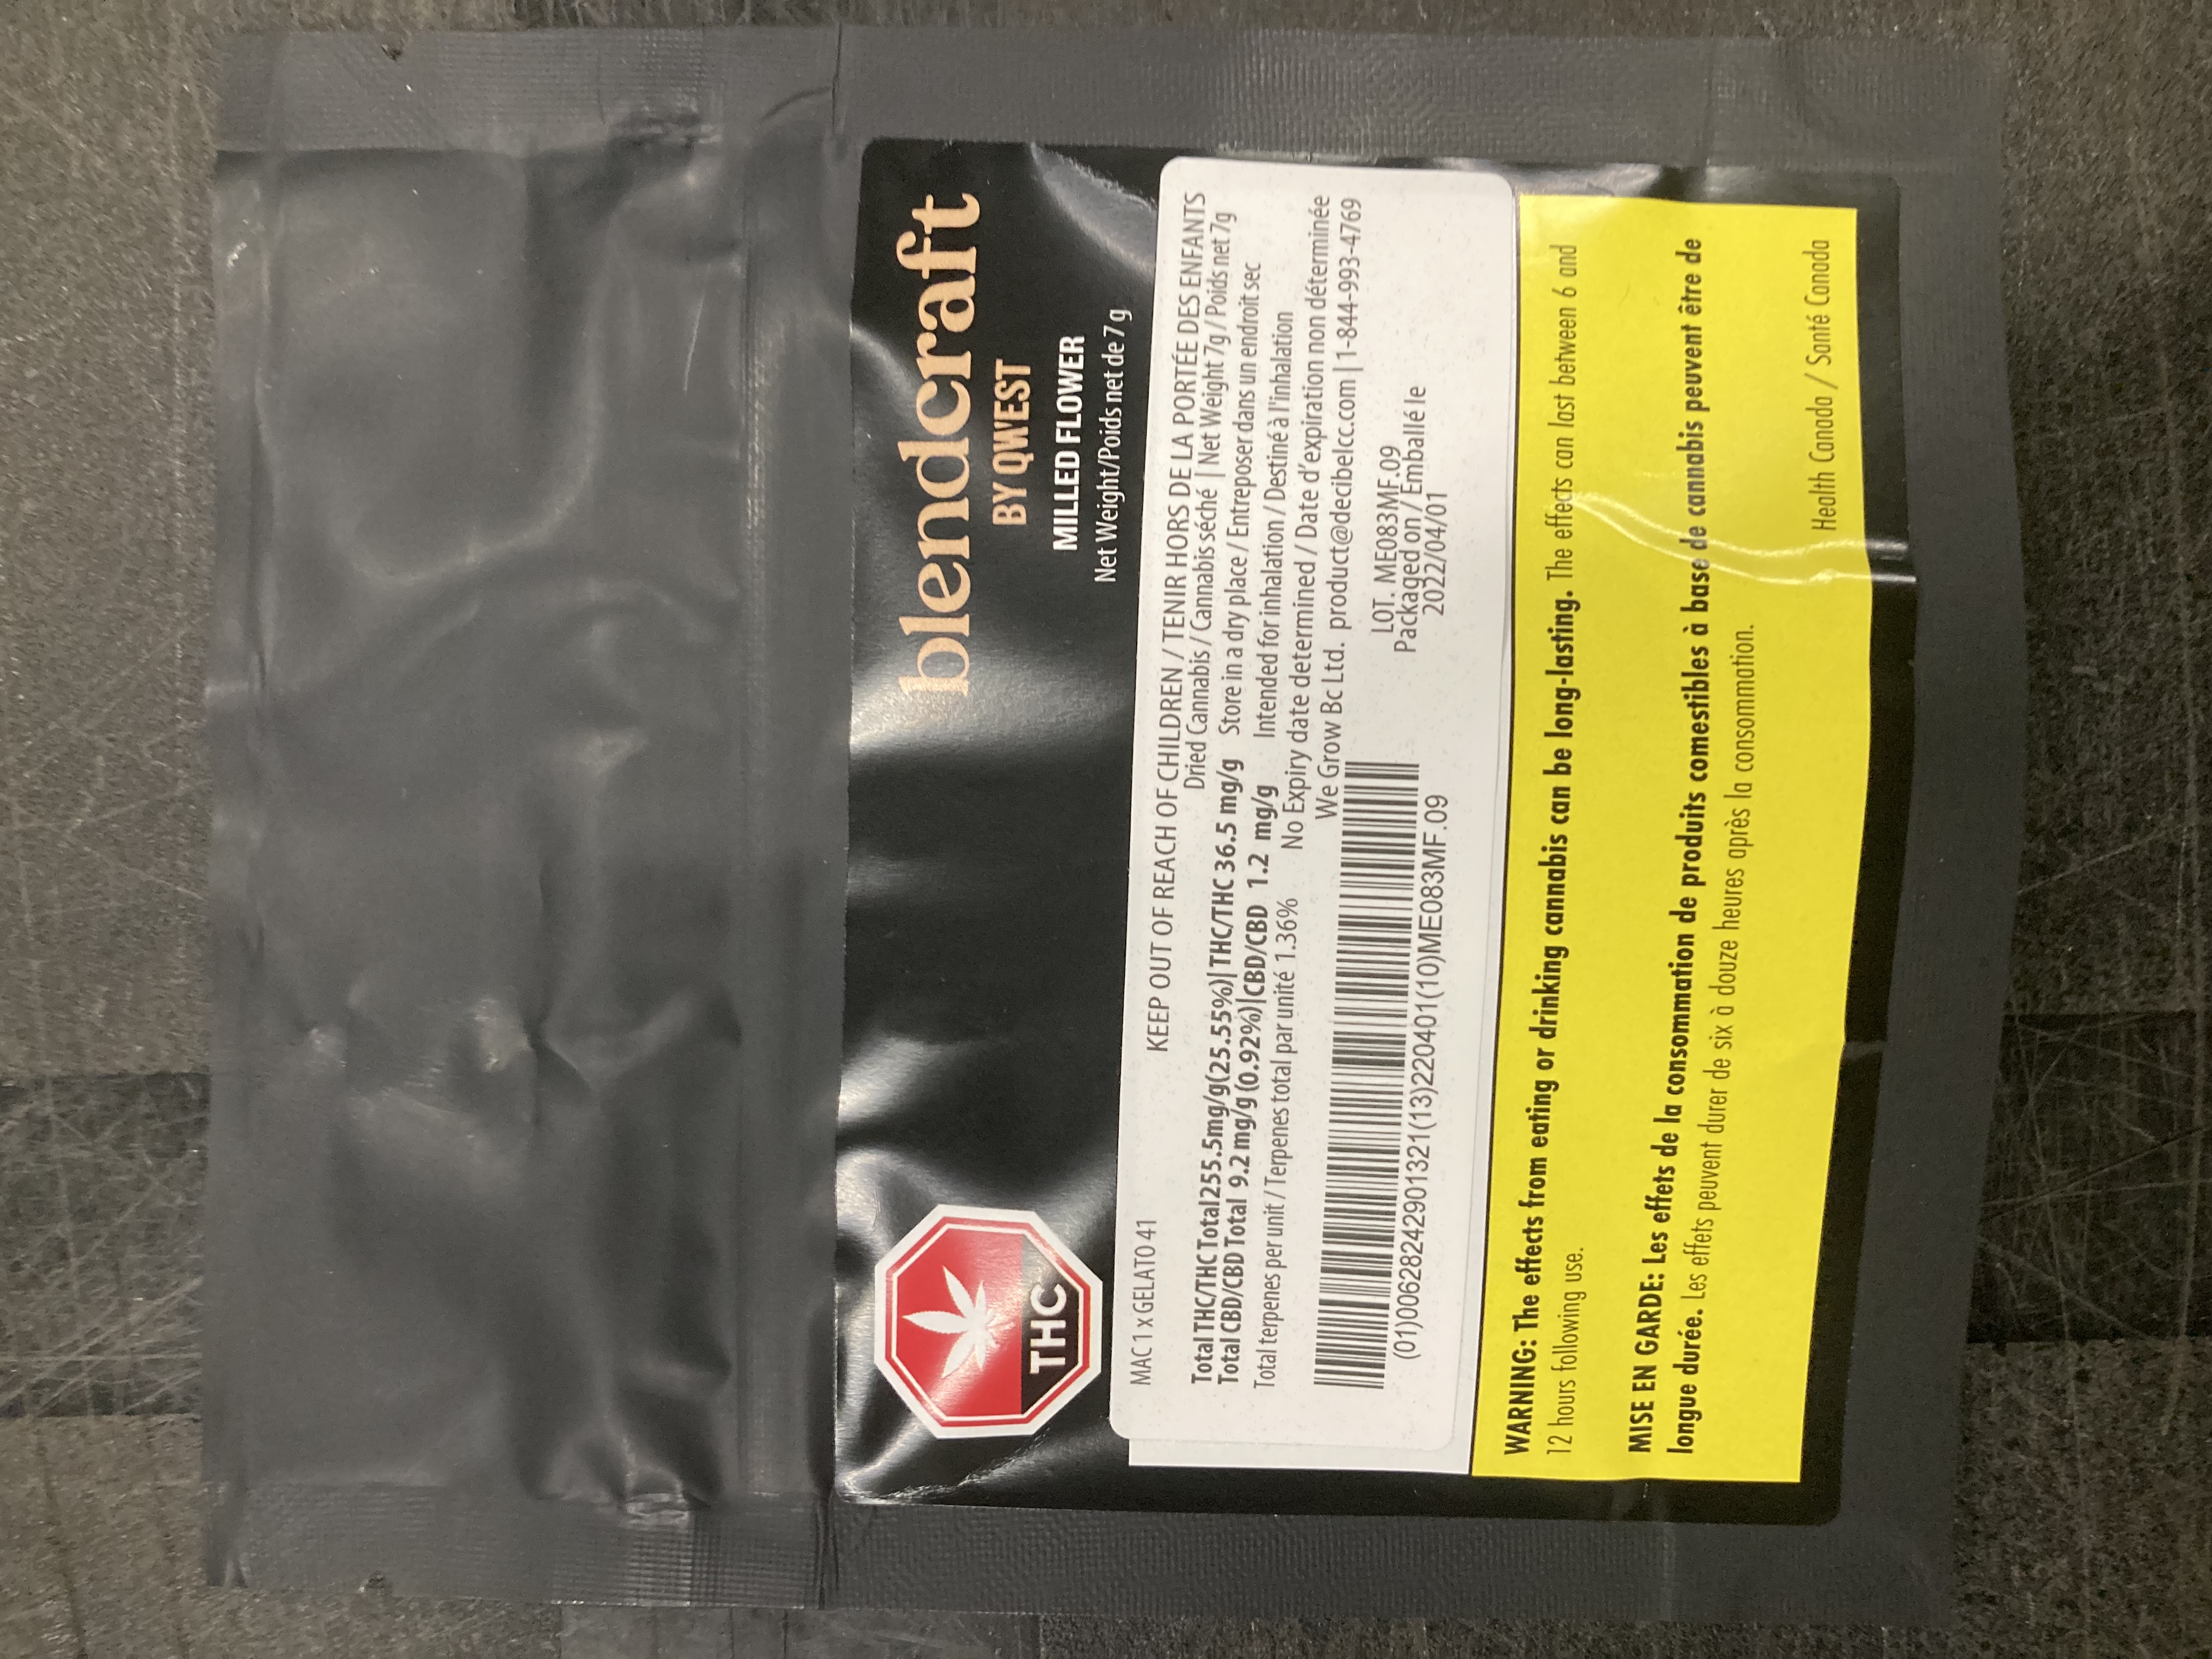 THC
blendcraft
BY QWEST
MILLED FLOWER
Net Weight/Poids net de 7 g
MAC 1 x GELATO 41
KEEP OUT OF REACH OF CHILDREN / TENIR HORS DE LA PORTÉE DES ENFANTS
Dried Cannabis / Cannabis séché | Net Weight 7g / Poids net 7g
Total THC/THC Total 255.5mg/g(25.55%)| THC/THC 36.5 mg/g
Store in a dry place / Entreposer dans un endroit sec
Total CBD/CBD Total 9.2 mg/g (0.92%)|CBD/CBD 1.2 mg/g
Intended for inhalation / Destiné à l'inhalation
Total terpenes per unit / Terpenes total par unité 1.36%
No Expiry date determined / Date d'expiration non déterminée
We Grow Bc Ltd. product@decibelcc.com | 1-844-993-4769
(01)00628242901321(13)220401(10)ME083MF.09
LOT. ME083MF.09
Packaged on / Emballé le
2022/04/01
WARNING: The effects from eating or drinking cannabis can be long-lasting. The effects can last between 6 and
12 hours following use.
MISE EN GARDE: Les effets de la consommation de produits comestibles à base de cannabis peuvent être de
longue durée. Les effets peuvent durer de six à douze heures après la consommation.
Health Canada / Santé Canada